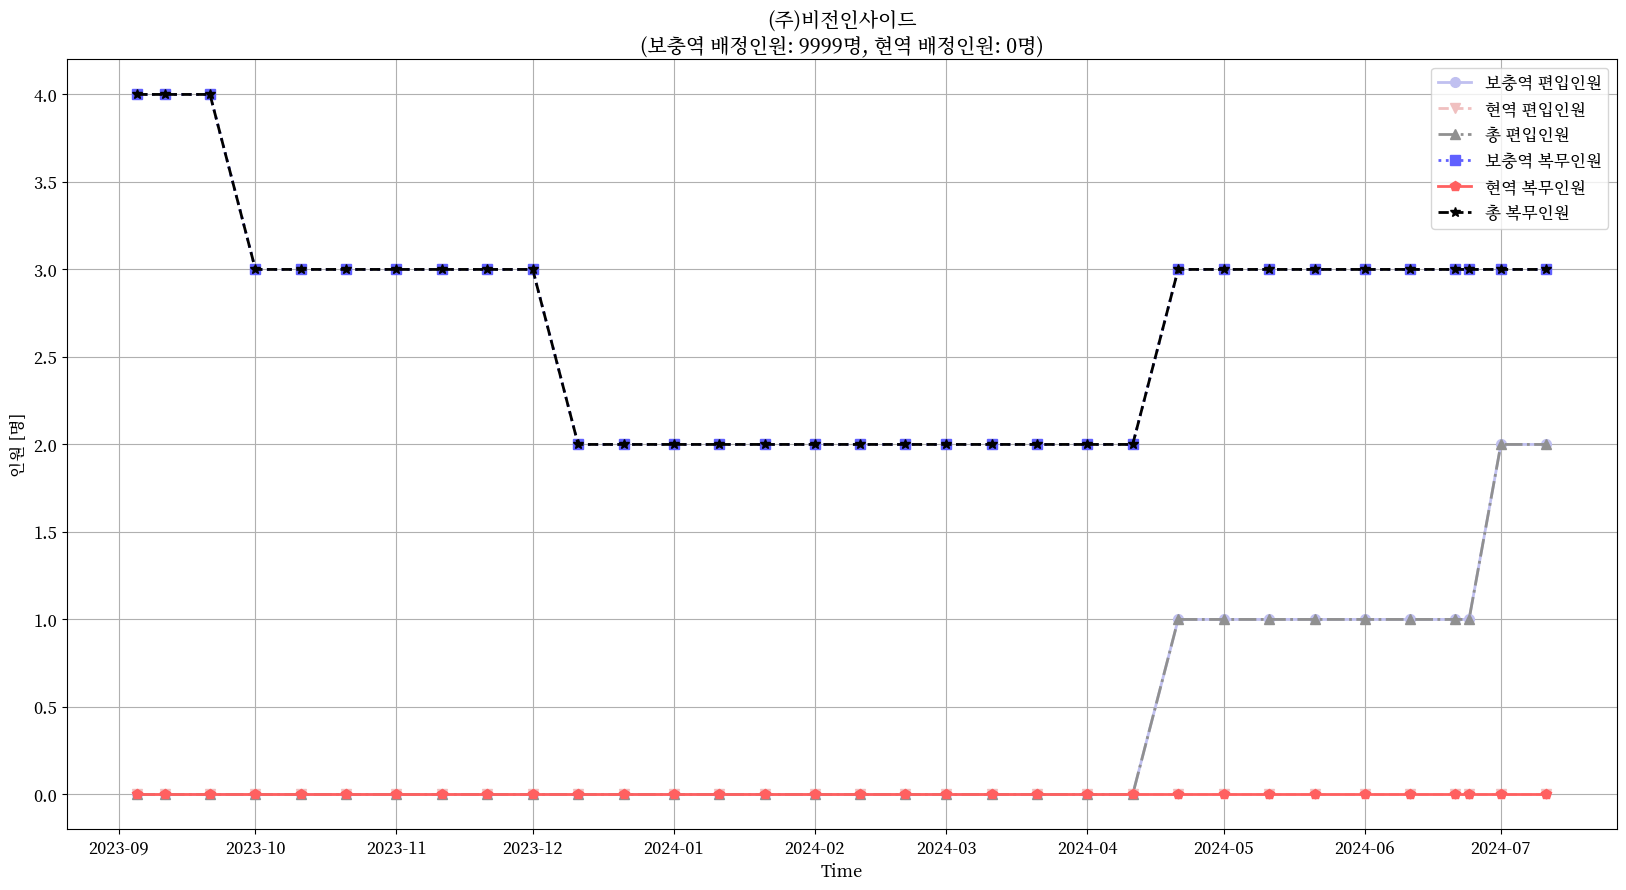 (주)비전인사이드
(보충역 배정인원: 9999명, 현역 배정인원: 0명)
보충역 편입인원
현역 편입인원
총 편입인원
보충역 복무인원
현역 복무인원
총 복무인원
인원 [명]
4.0
3.5
3.0
2.5
2.0
1.5
1.0
0.5
0.0
2023-09 2023-10 2023-11 2023-12 2024-01 2024-02 2024-03 2024-04 2024-05 2024-06 2024-07
Time